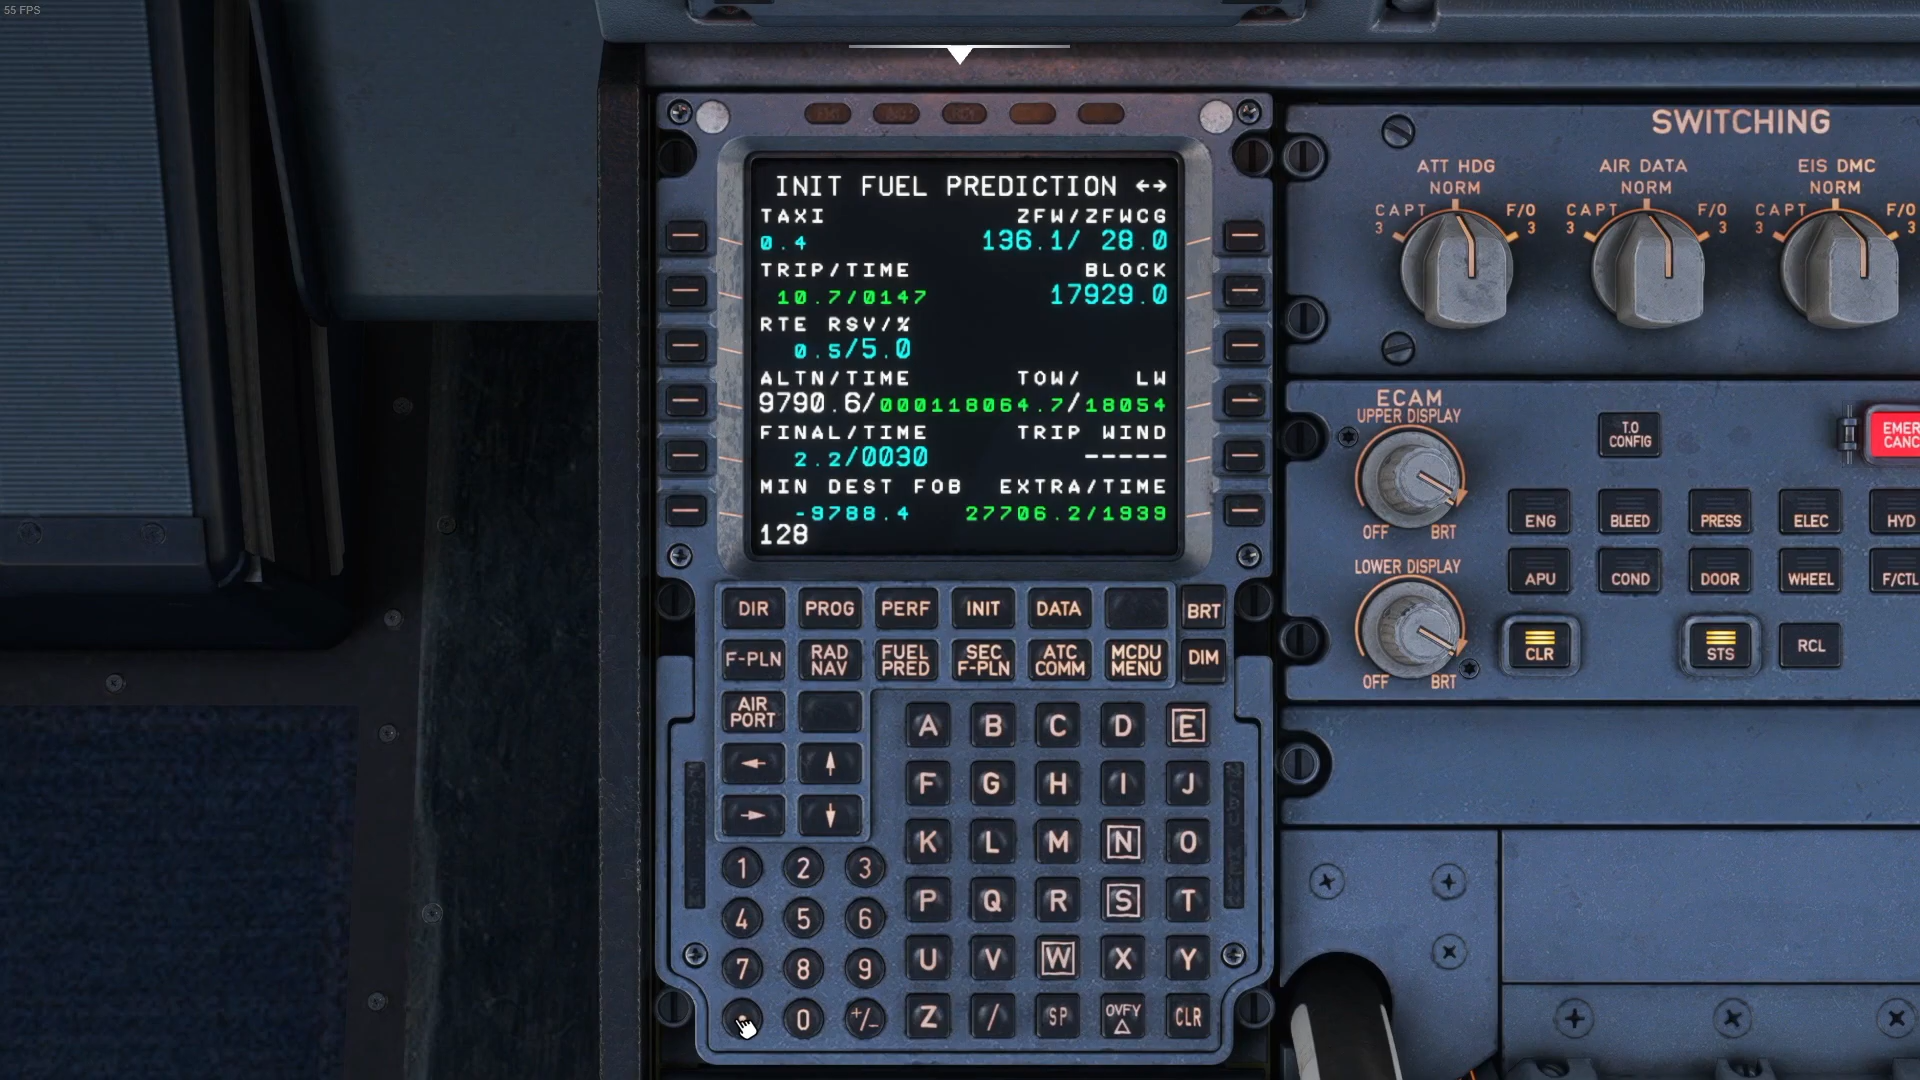 55 FPS
INIT FUEL PREDICTION ←→
TAXI ZFW/ZFWCG
0.4 136.1/ 28.0
TRIP/TIME BLOCK
10.7/0147 17929.0
RTE RSV/%
0.5/5.0
ALTN/TIME TOW/ LW
9790.6/000118064.7/18054
FINAL/TIME TRIP WIND
2.2/0030 -----
MIN DEST FOB EXTRA/TIME
-9788.4 27706.2/1939
128
DIR PROG PERF INIT DATA BRT
F-PLN RAD NAV FUEL PRED SEC F-PLN ATC COMM MCDU MENU DIM
AIR PORT
← ↑
→ ↓
A B C D E
F G H I J
K L M N O
P Q R S T
U V W X Y
Z / SP OVFY △ CLR
1 2 3
4 5 6
7 8 9
0 +/-
SWITCHING
ATT HDG AIR DATA EIS DMC
NORM NORM NORM
CAPT 3 F/O 3 CAPT 3 F/O 3 CAPT 3 F/O 3
ECAM
UPPER DISPLAY
OFF BRT
LOWER DISPLAY
OFF BRT
T.O CONFIG
EMER
CANC
ENG BLEED PRESS ELEC HYD
APU COND DOOR WHEEL F/CTL
CLR STS RCL